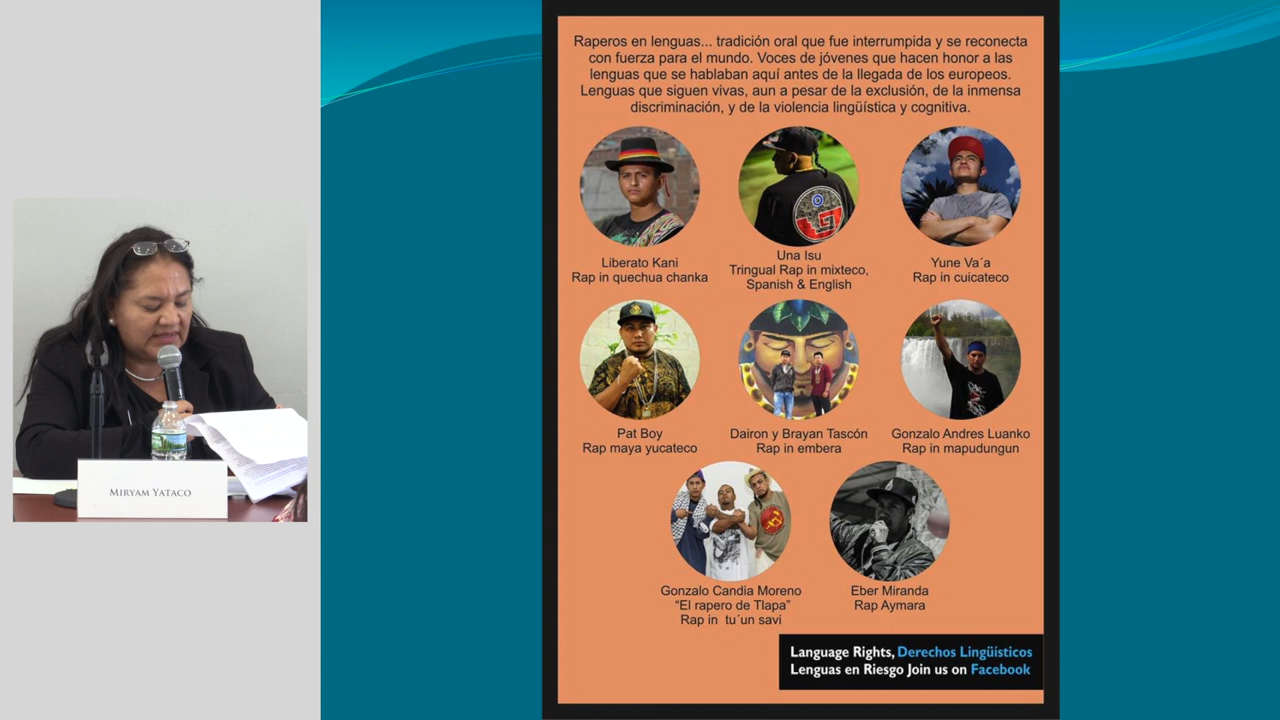 Raperos en lenguas... tradición oral que fue interrumpida y se reconecta
con fuerza para el mundo. Voces de jóvenes que hacen honor a las
lenguas que se hablaban aquí antes de la llegada de los europeos.
Lenguas que siguen vivas, aun a pesar de la exclusión, de la inmensa
discriminación, y de la violencia lingüística y cognitiva.
Liberato Kani
Rap in quechua chanka
Una Isu
Tringual Rap in mixteco,
Spanish & English
Yune Va´a
Rap in cuicateco
Pat Boy
Rap maya yucateco
Dairon y Brayan Tascón
Rap in embera
Gonzalo Andres Luanko
Rap in mapudungun
Gonzalo Candia Moreno
“El rapero de Tlapa”
Rap in tu´un savi
Eber Miranda
Rap Aymara
Language Rights, Derechos Lingüísticos
Lenguas en Riesgo Join us on Facebook
MIRYAM YATACO